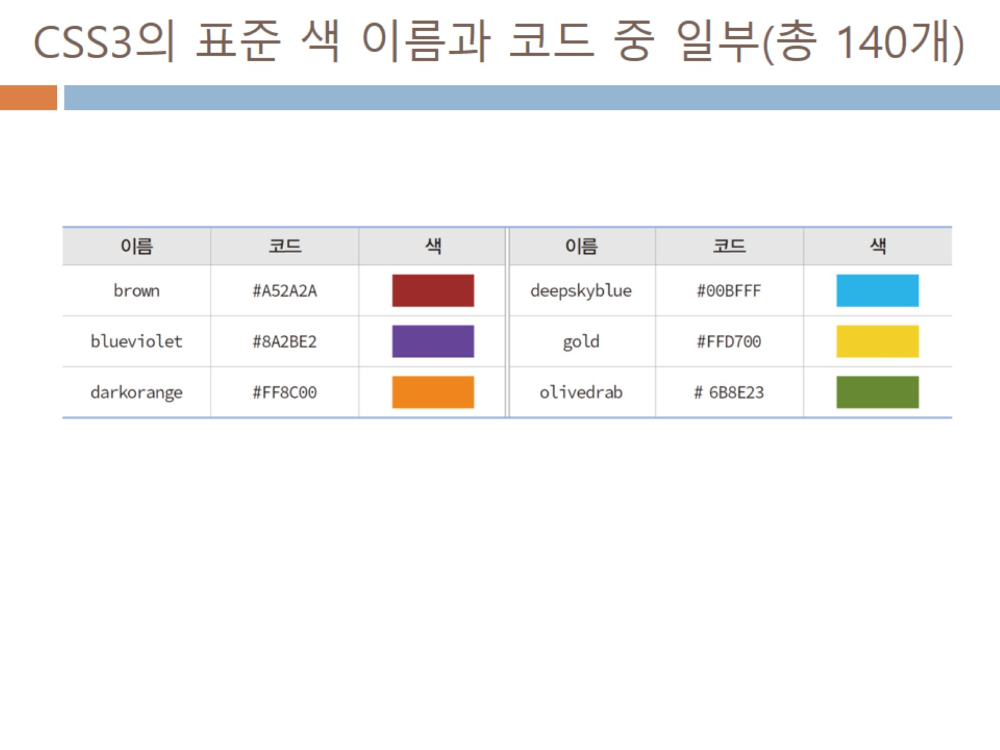 CSS3의 표준 색 이름과 코드 중 일부(총 140개)
이름 코드 색 이름 코드 색
brown #A52A2A deepskyblue #00BFFF
blueviolet #8A2BE2 gold #FFD700
darkorange #FF8C00 olivedrab # 6B8E23